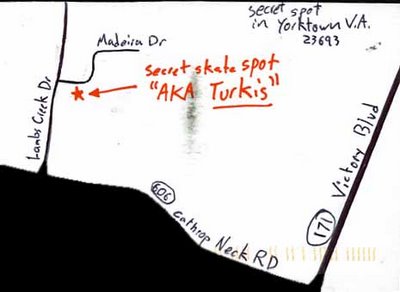 secret spot
in Yorktown V.A.
23693
Madeira Dr
secret skate spot
"AKA Turkis"
Lambs Creek Dr
Victory Blvd
606
Cathrop Neck RD
171